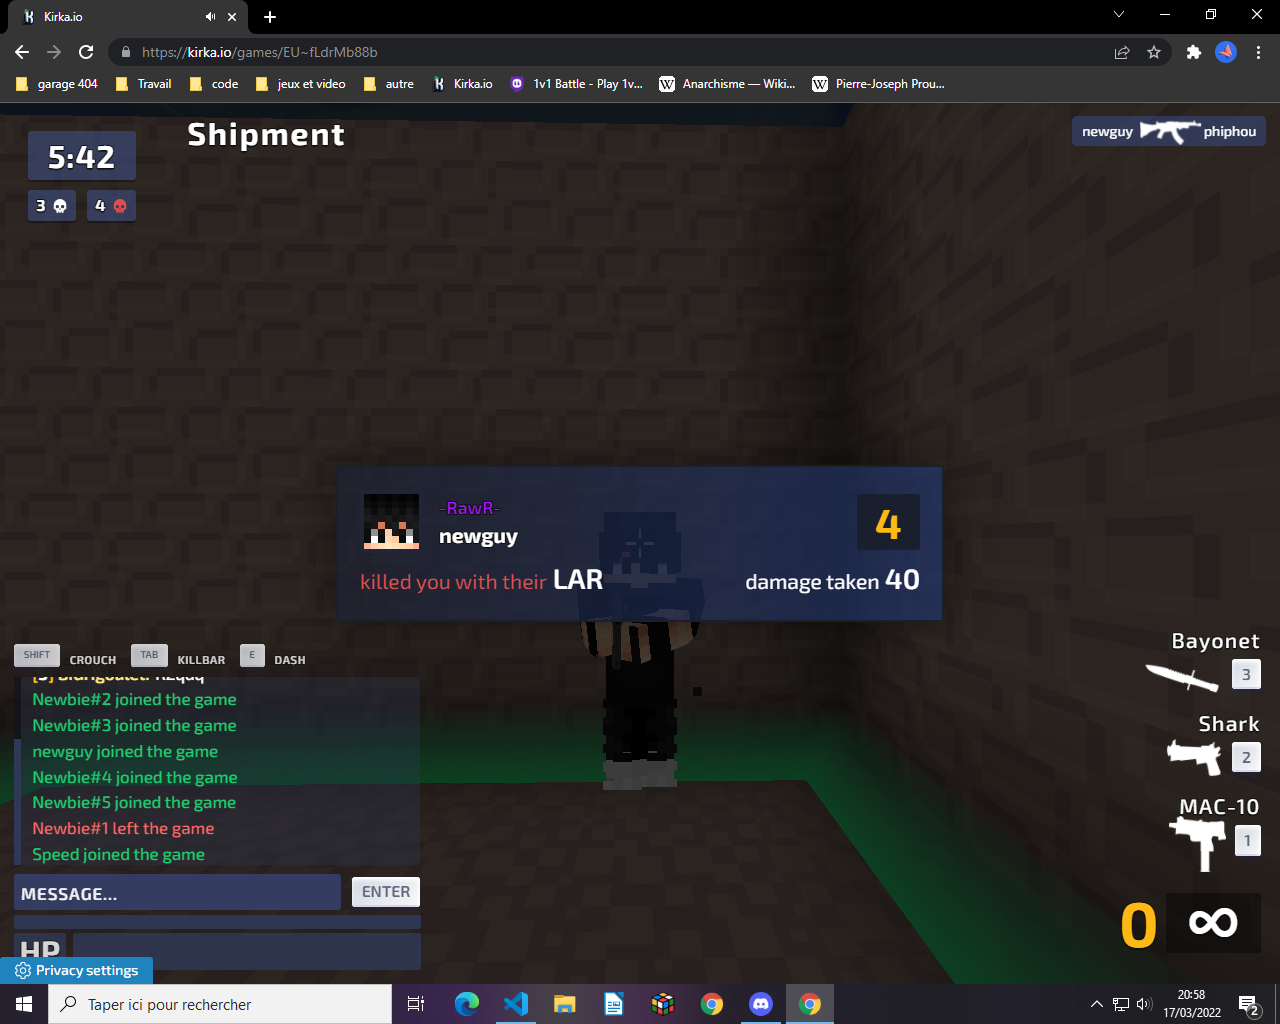 Kirka.io
https://kirka.io/games/EU~fLdrMb88b
garage 404
Travail
code
jeux et video
autre
Kirka.io
1v1 Battle - Play 1v...
Anarchisme — Wiki...
Pierre-Joseph Prou...
5:42
Shipment
newguy
phiphou
3
4
-RawR-
newguy
4
killed you with their LAR
damage taken 40
SHIFT CROUCH TAB KILLBAR E DASH
Newbie#2 joined the game
Newbie#3 joined the game
newguy joined the game
Newbie#4 joined the game
Newbie#5 joined the game
Newbie#1 left the game
Speed joined the game
MESSAGE...
ENTER
HP
Privacy settings
Bayonet
3
Shark
2
MAC-10
1
0 ∞
Taper ici pour rechercher
20:58
17/03/2022
2